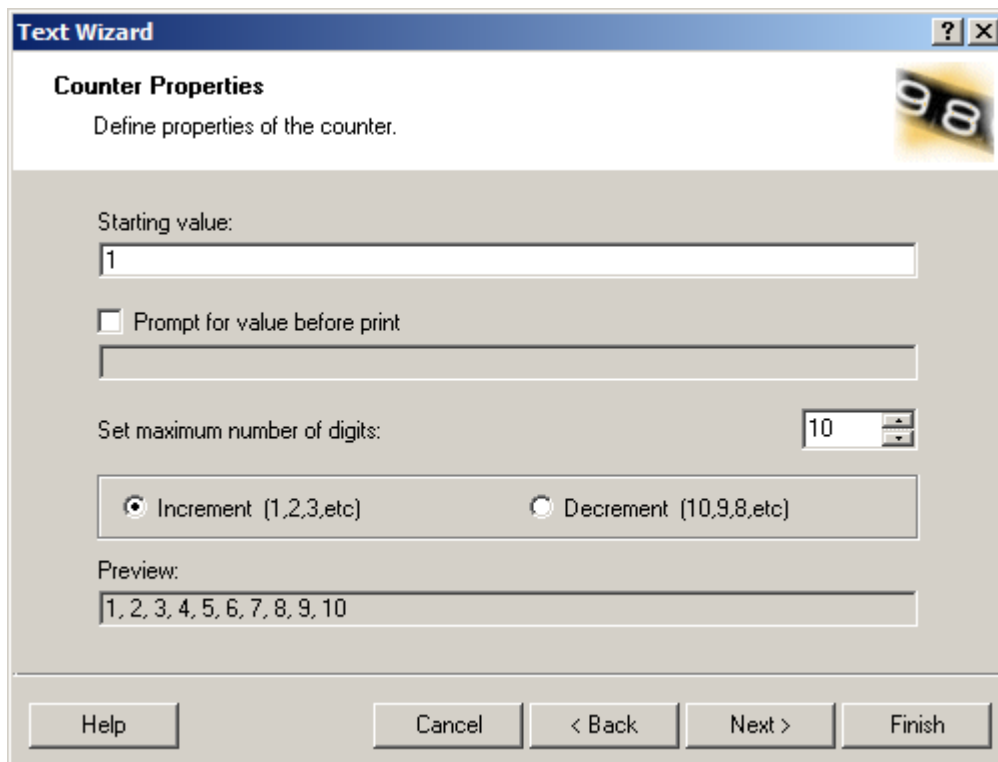 Text Wizard
Counter Properties
Define properties of the counter.
98
Starting value:
1
Prompt for value before print
Set maximum number of digits: 10
Increment (1,2,3,etc) Decrement (10,9,8,etc)
Preview:
1, 2, 3, 4, 5, 6, 7, 8, 9, 10
Help Cancel < Back Next > Finish